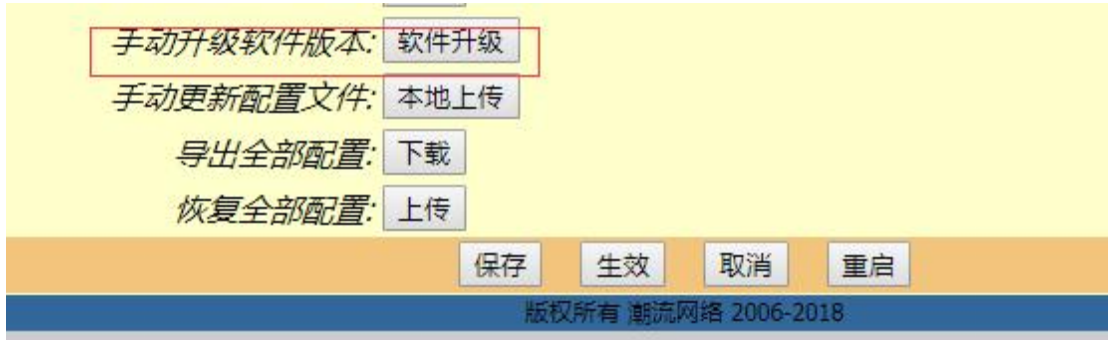 手动升级软件版本: 软件升级
手动更新配置文件: 本地上传
导出全部配置: 下载
恢复全部配置: 上传
保存 生效 取消 重启
版权所有 潮流网络 2006-2018